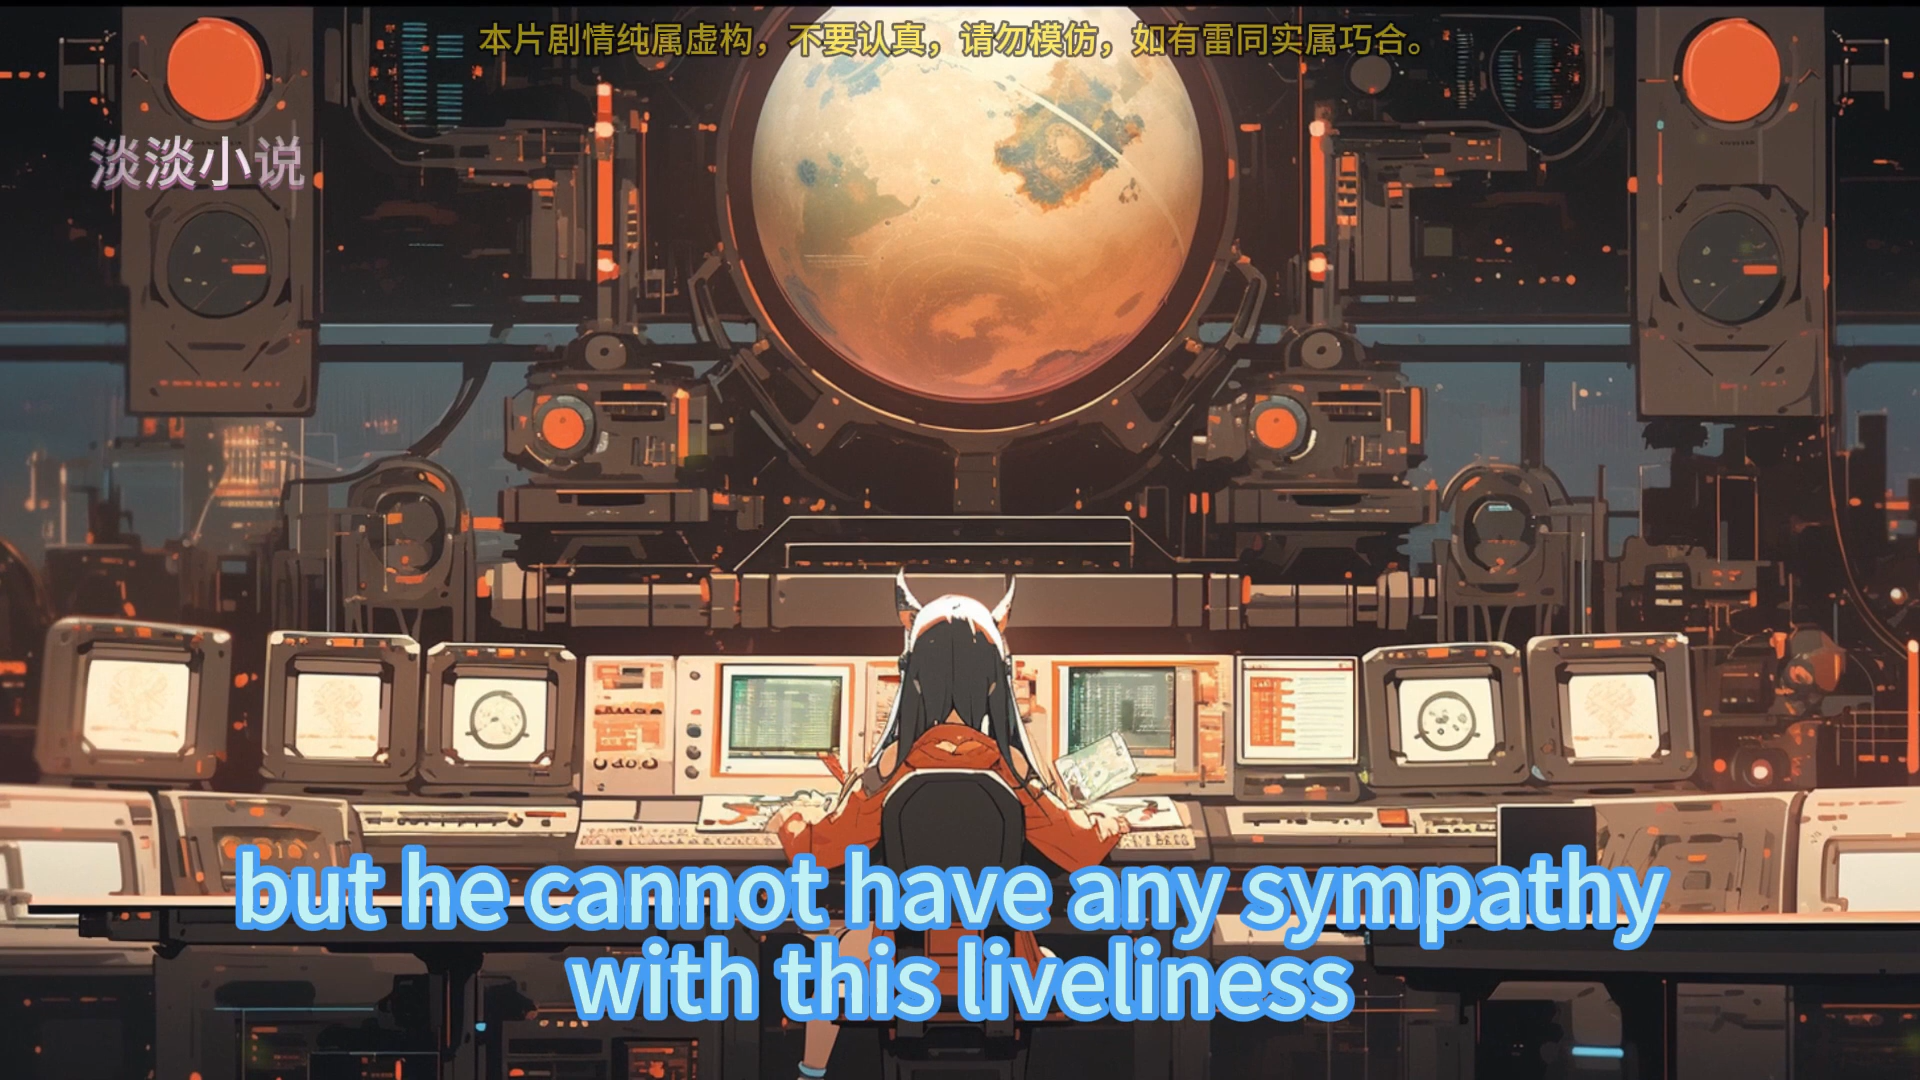 本片剧情纯属虚构，不要认真，请勿模仿，如有雷同实属巧合。
淡淡小说
but he cannot have any sympathy
with this liveliness